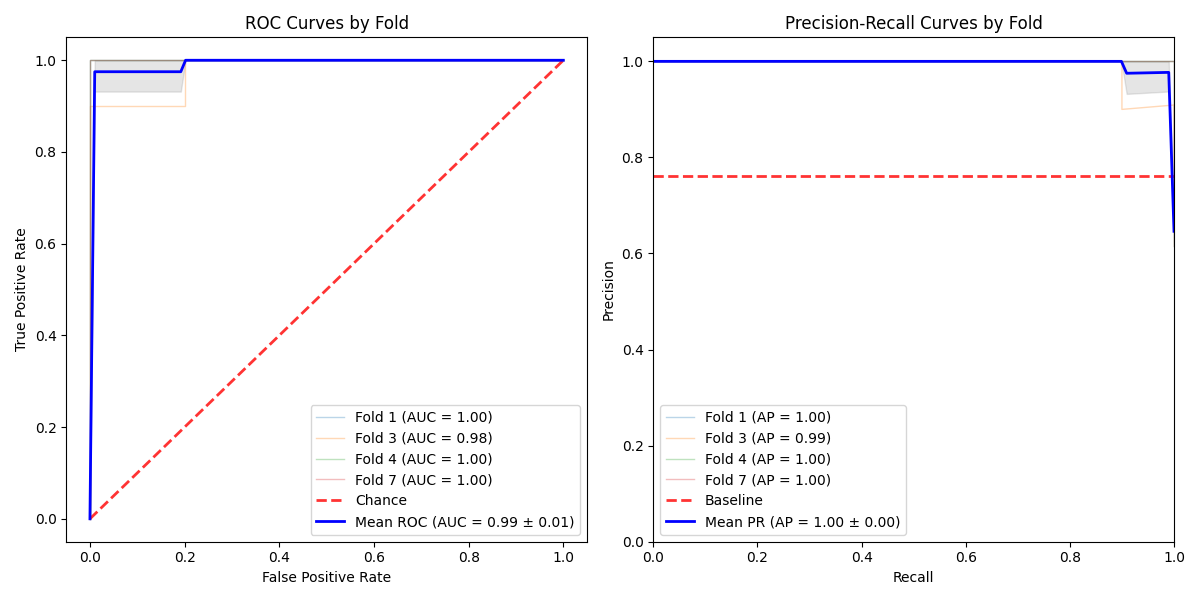 ROC Curves by Fold
True Positive Rate
1.0
0.8
0.6
0.4
0.2
0.0
0.0 0.2 0.4 0.6 0.8 1.0
False Positive Rate
Fold 1 (AUC = 1.00)
Fold 3 (AUC = 0.98)
Fold 4 (AUC = 1.00)
Fold 7 (AUC = 1.00)
Chance
Mean ROC (AUC = 0.99 ± 0.01)
Precision-Recall Curves by Fold
Precision
1.0
0.8
0.6
0.4
0.2
0.0
0.0 0.2 0.4 0.6 0.8 1.0
Recall
Fold 1 (AP = 1.00)
Fold 3 (AP = 0.99)
Fold 4 (AP = 1.00)
Fold 7 (AP = 1.00)
Baseline
Mean PR (AP = 1.00 ± 0.00)